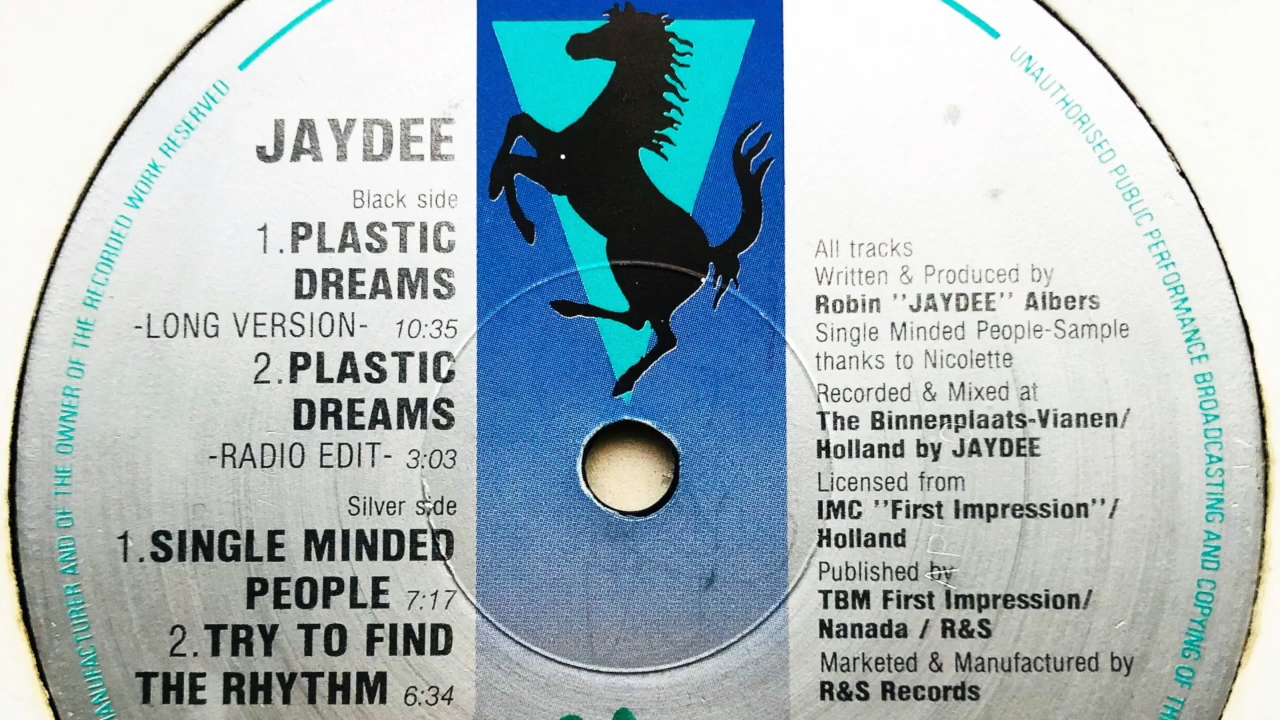 JAYDEE
Black side
1.PLASTIC
DREAMS
-LONG VERSION- 10:35
2.PLASTIC
DREAMS
-RADIO EDIT- 3:03
Silver side
1.SINGLE MINDED
PEOPLE 7:17
2.TRY TO FIND
THE RHYTHM 6:34
All tracks
Written & Produced by
Robin "JAYDEE" Albers
Single Minded People-Sample
thanks to Nicolette
Recorded & Mixed at
The Binnenplaats-Vianen/
Holland by JAYDEE
Licensed from
IMC "First Impression"/
Holland
Published by
TBM First Impression/
Nanada / R&S
Marketed & Manufactured by
R&S Records
MANUFACTURER AND OF THE OWNER OF THE RECORDED WORK RESERVED
UNAUTHORISED PUBLIC PERFORMANCE BROADCASTING AND COPYING OF